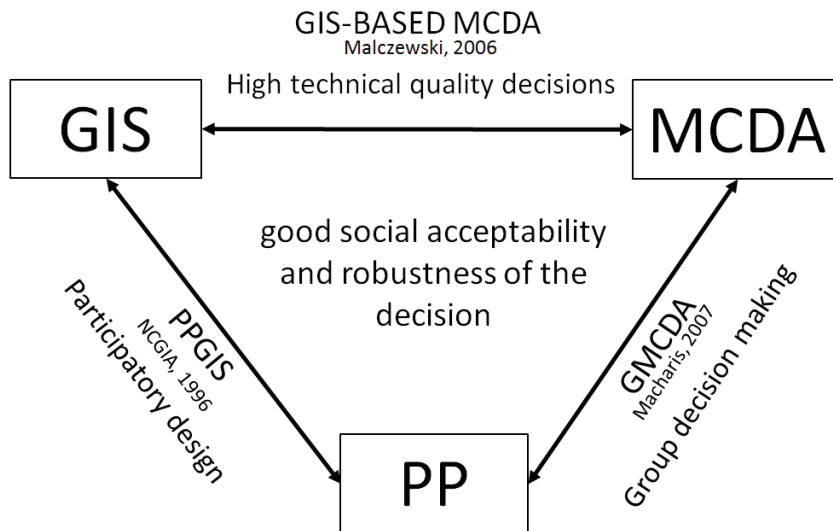 GIS-BASED MCDA
Malczewski, 2006
High technical quality decisions
GIS
MCDA
good social acceptability
and robustness of the
decision
PPGIS
NCGIA, 1996
Participatory design
GMCDA
Macharis, 2007
Group decision making
PP